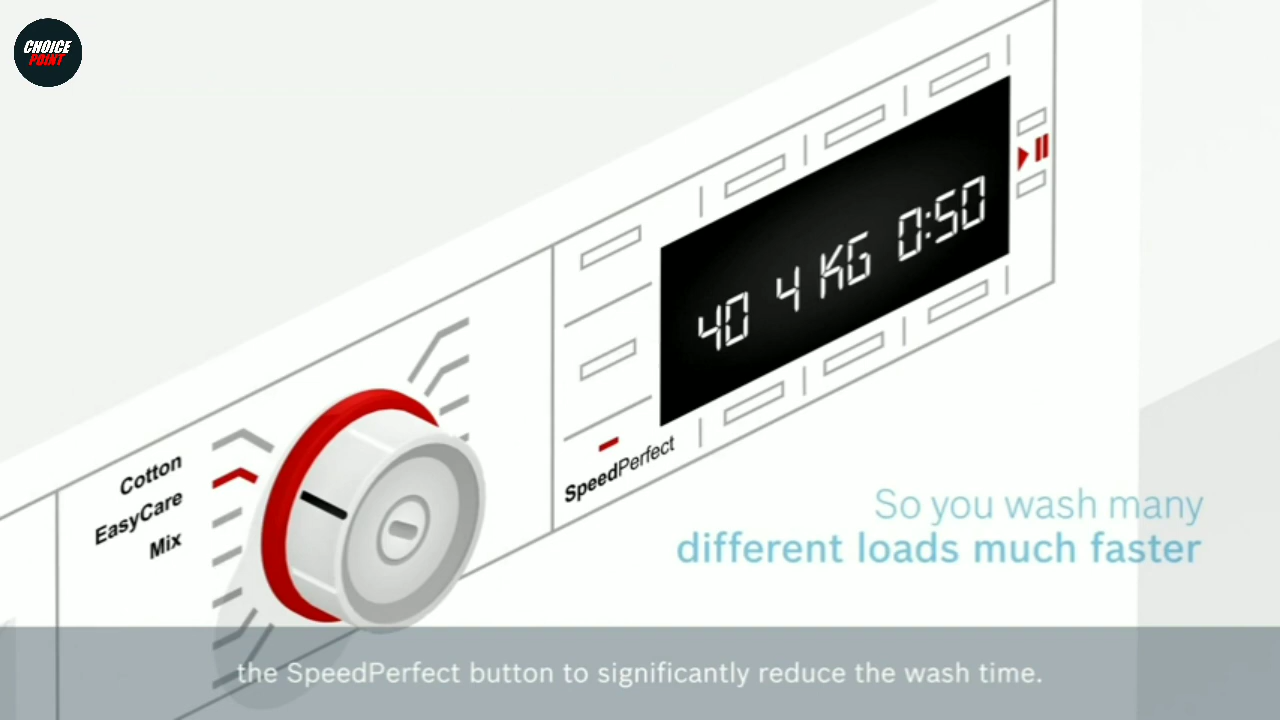 CHOICE
POINT
40 4 KG 0:50
SpeedPerfect
Cotton
EasyCare
Mix
So you wash many
different loads much faster
the SpeedPerfect button to significantly reduce the wash time.